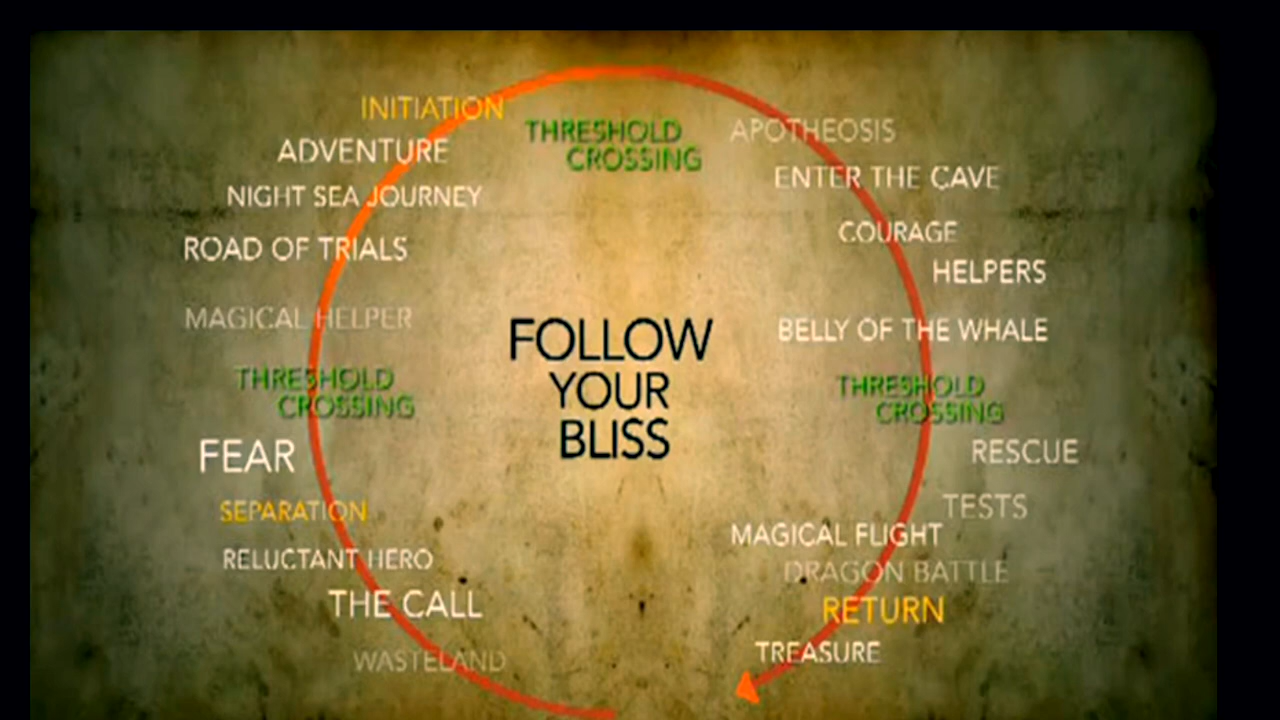 INITIATION
ADVENTURE
NIGHT SEA JOURNEY
ROAD OF TRIALS
MAGICAL HELPER
THRESHOLD
CROSSING
FEAR
SEPARATION
RELUCTANT HERO
THE CALL
WASTELAND
THRESHOLD
CROSSING
FOLLOW
YOUR
BLISS
APOTHEOSIS
ENTER THE CAVE
COURAGE
HELPERS
BELLY OF THE WHALE
THRESHOLD
CROSSING
RESCUE
TESTS
MAGICAL FLIGHT
DRAGON BATTLE
RETURN
TREASURE